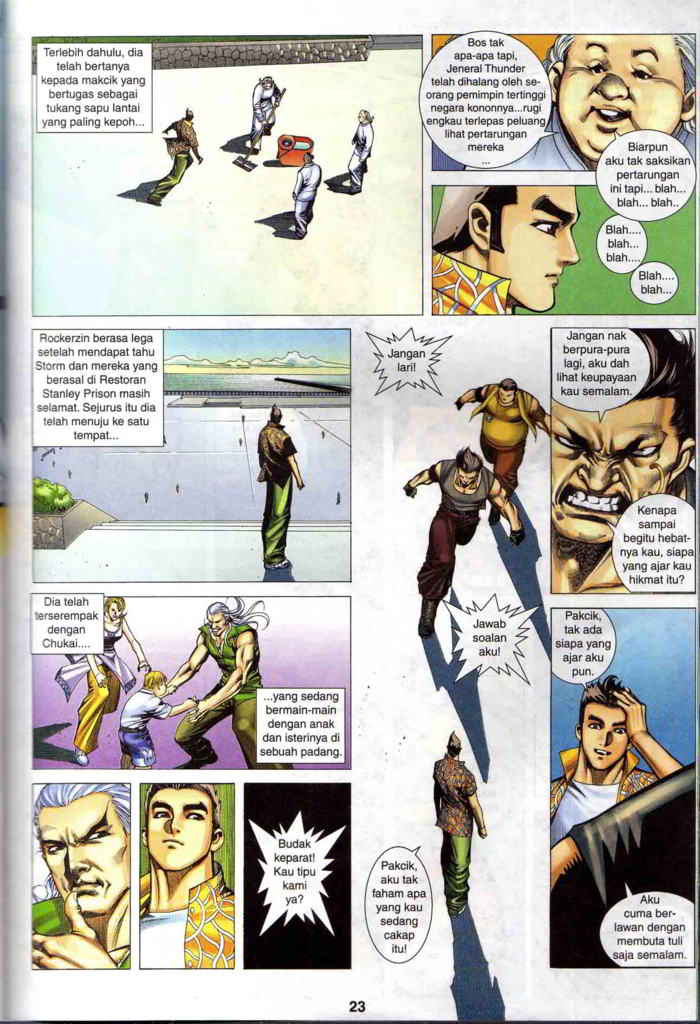 Terlebih dahulu, dia
telah bertanya
kepada makcik yang
bertugas sebagai
tukang sapu lantai
yang paling kepoh...
Bos tak
apa-apa tapi,
Jeneral Thunder
telah dihalang oleh se-
orang pemimpin tertinggi
negara kononnya...rugi
engkau terlepas peluang
lihat pertarungan
mereka
...
Biarpun
aku tak saksikan
pertarungan
ini tapi... blah...
blah... blah..
Blah....
blah...
blah....
Blah....
blah...
Rockerzin berasa lega
setelah mendapat tahu
Storm dan mereka yang
berasal di Restoran
Stanley Prison masih
selamat. Sejurus itu dia
telah menuju ke satu
tempat...
Dia telah
terserempak
dengan
Chukai....
...yang sedang
bermain-main
dengan anak
dan isterinya di
sebuah padang.
Budak
keparat!
Kau tipu
kami
ya?
Jangan
lari!
Jangan nak
berpura-pura
lagi, aku dah
lihat keupayaan
kau semalam.
Kenapa
sampai
begitu hebat-
nya kau, siapa
yang ajar kau
hikmat itu?
Jawab
soalan
aku!
Pakcik,
tak ada
siapa yang
ajar aku
pun.
Pakcik,
aku tak
faham apa
yang kau
sedang
cakap
itu!
Aku
cuma ber-
lawan dengan
membuta tuli
saja semalam.
23